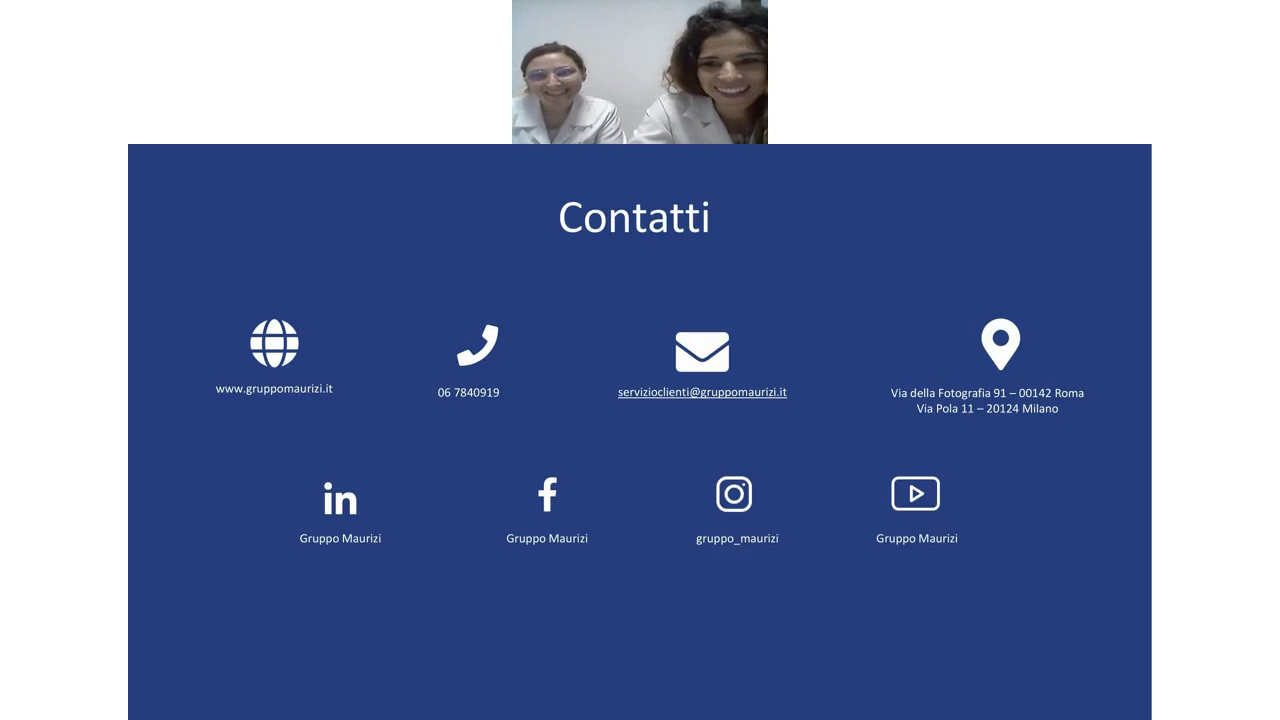 Contatti
www.gruppomaurizi.it
06 7840919
servizioclienti@gruppomaurizi.it
Via della Fotografia 91 – 00142 Roma
Via Pola 11 – 20124 Milano
in
Gruppo Maurizi
f
Gruppo Maurizi
gruppo_maurizi
Gruppo Maurizi